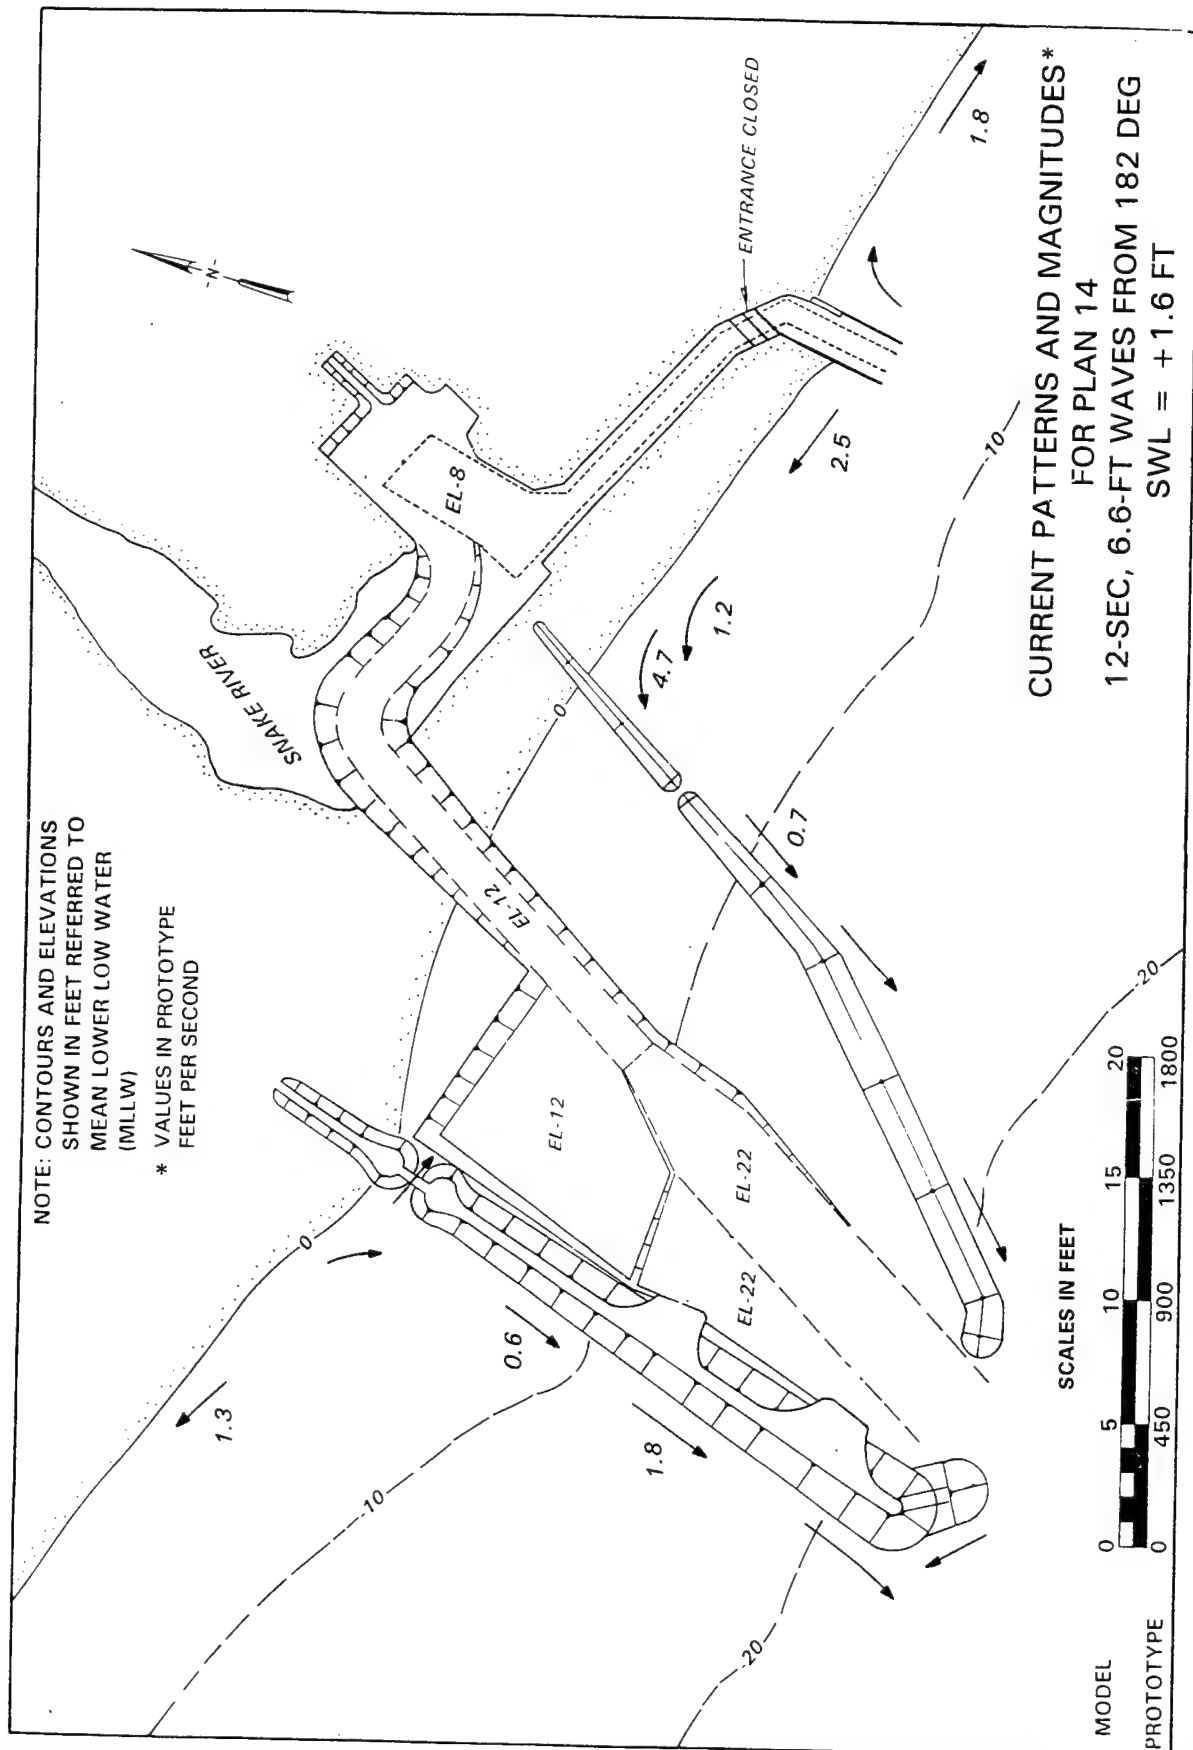 NOTE: CONTOURS AND ELEVATIONS
SHOWN IN FEET REFERRED TO
MEAN LOWER LOW WATER
(MLLW)
* VALUES IN PROTOTYPE
FEET PER SECOND
SNAKE RIVER
-N-
EL-8
ENTRANCE CLOSED
EL-12
EL-12
EL-22
EL-22
0
0
-10
-10
-20
-20
1.3
0.6
1.8
4.7
1.2
0.7
2.5
1.8
CURRENT PATTERNS AND MAGNITUDES*
FOR PLAN 14
12-SEC, 6.6-FT WAVES FROM 182 DEG
SWL = +1.6 FT
SCALES IN FEET
MODEL 0 5 10 15 20
PROTOTYPE 0 450 900 1350 1800